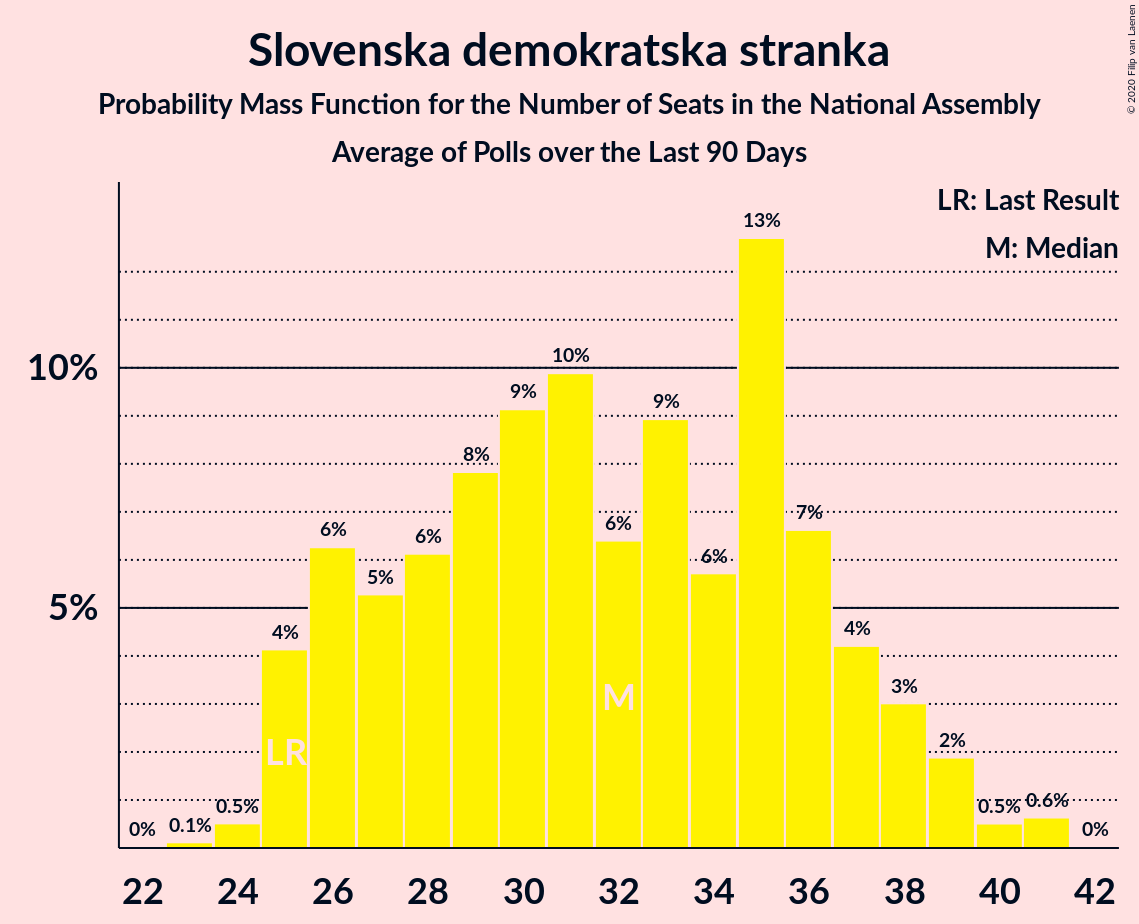 Slovenska demokratska stranka
Probability Mass Function for the Number of Seats in the National Assembly
Average of Polls over the Last 90 Days
© 2020 Filip van Laenen
LR: Last Result
M: Median
10%
5%
0%
0.1%
0.5%
4%
6%
5%
6%
8%
9%
10%
6%
9%
6%
13%
7%
4%
3%
2%
0.5%
0.6%
0%
LR
M
22 24 26 28 30 32 34 36 38 40 42